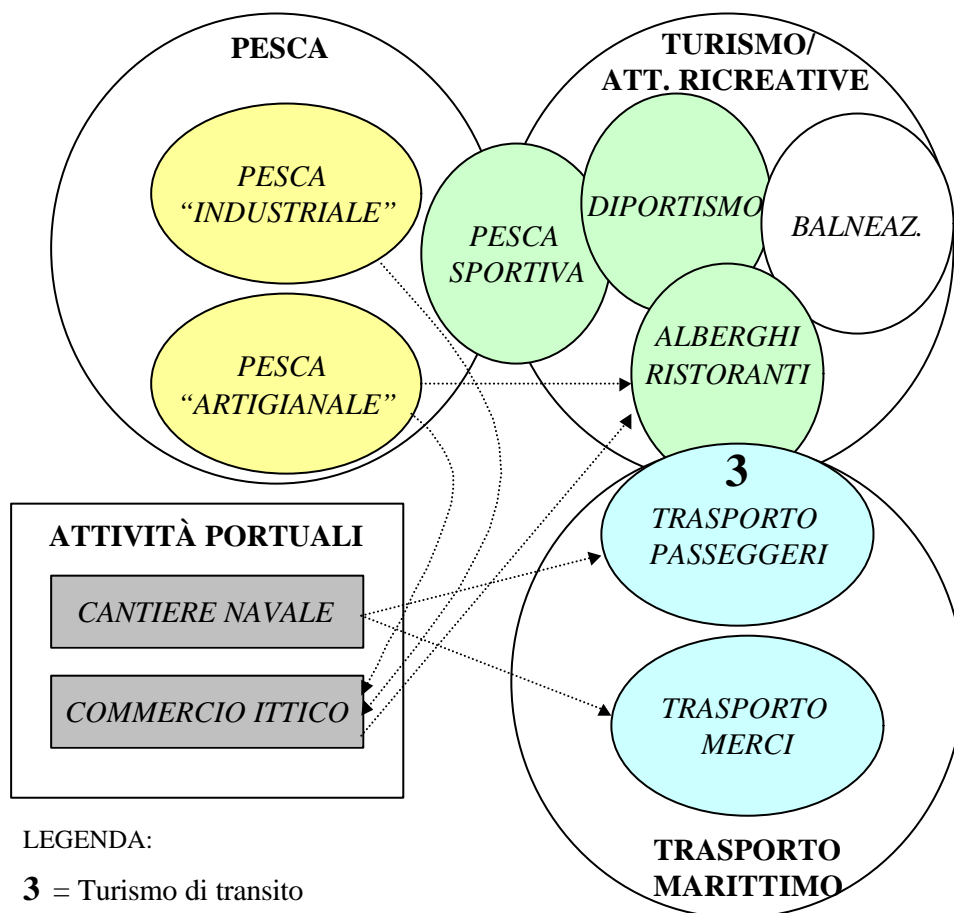 PESCA
PESCA
“INDUSTRIALE”
PESCA
“ARTIGIANALE”
PESCA
SPORTIVA
TURISMO/
ATT. RICREATIVE
DIPORTISMO
BALNEAZ.
ALBERGHI
RISTORANTI
3
TRASPORTO
PASSEGGERI
TRASPORTO
MERCI
TRASPORTO
MARITTIMO
ATTIVITÀ PORTUALI
CANTIERE NAVALE
COMMERCIO ITTICO
LEGENDA:
3 = Turismo di transito